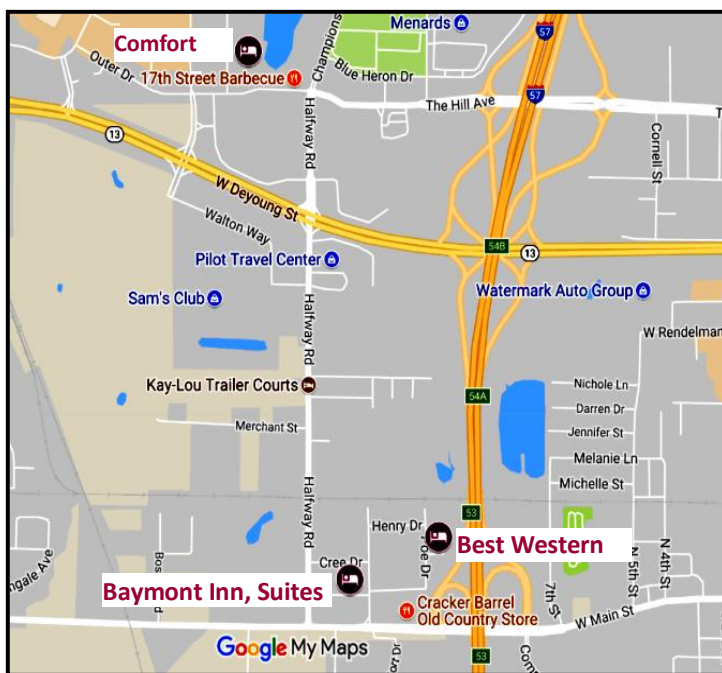 Menards
57
Comfort
Outer Dr
17th Street Barbecue
Champions
Blue Heron Dr
57
The Hill Ave
T
13
Halfway Rd
Cornell St
W Deyoung St
Walton Way
54B
13
Pilot Travel Center
Sam's Club
Halfway Rd
Watermark Auto Group
W Rendelman
Kay-Lou Trailer Courts
54A
Nichole Ln
Darren Dr
Merchant St
Jennifer St
Melanie Ln
Michelle St
Halfway Rd
53
Henry Dr
Best Western
Cree Dr
Baymont Inn, Suites
Cracker Barrel
Old Country Store
7th St
N 5th St
N 4th St
W Main St
Google My Maps
53